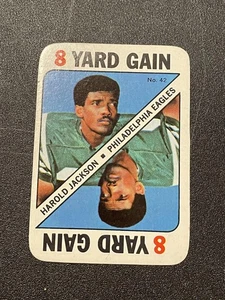 8 YARD GAIN
No. 42
HAROLD JACKSON ■ PHILADELPHIA EAGLES
8 YARD GAIN